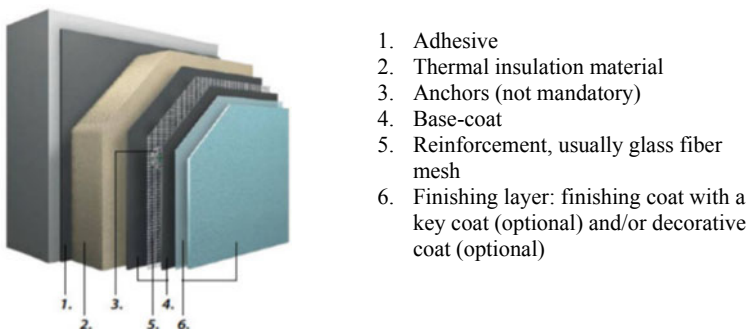 1. Adhesive
2. Thermal insulation material
3. Anchors (not mandatory)
4. Base-coat
5. Reinforcement, usually glass fiber
mesh
6. Finishing layer: finishing coat with a
key coat (optional) and/or decorative
coat (optional)
1. 3. 4.
2. 5. 6.